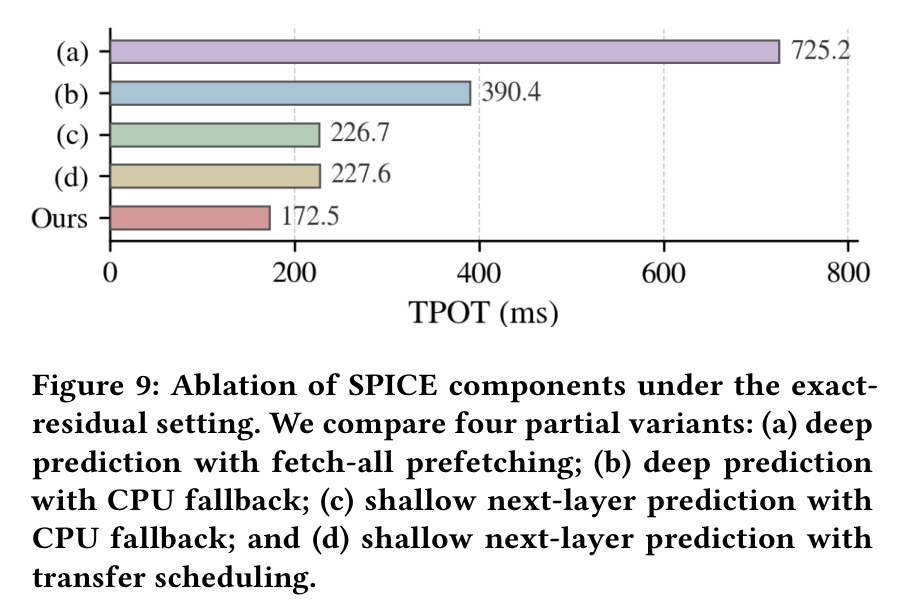 (a) 725.2
(b) 390.4
(c) 226.7
(d) 227.6
Ours 172.5
0 200 400 600 800
TPOT (ms)
Figure 9: Ablation of SPICE components under the exact-
residual setting. We compare four partial variants: (a) deep
prediction with fetch-all prefetching; (b) deep prediction
with CPU fallback; (c) shallow next-layer prediction with
CPU fallback; and (d) shallow next-layer prediction with
transfer scheduling.